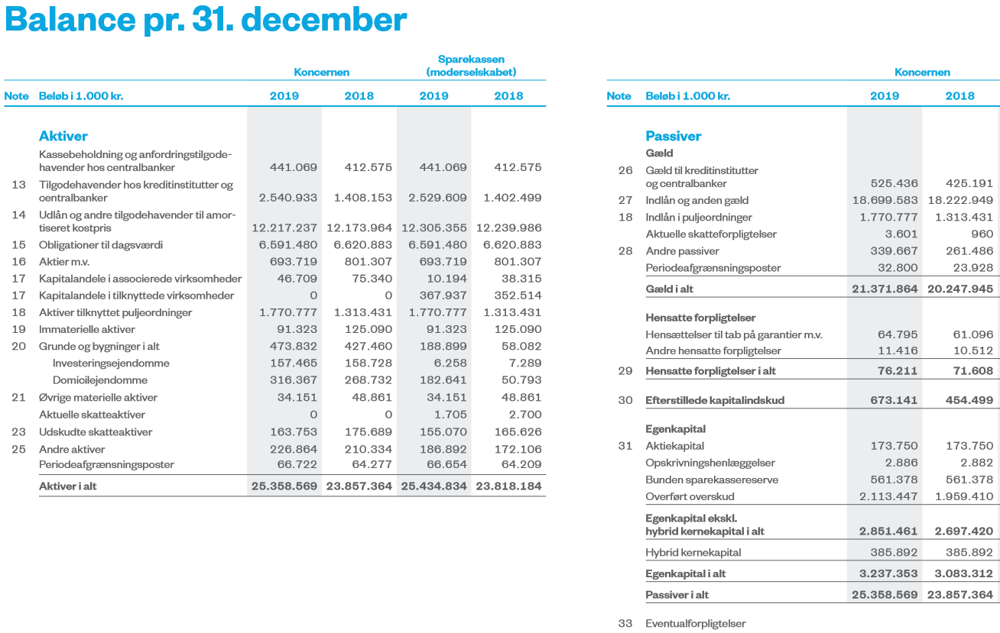 Balance pr. 31. december
Sparekassen
Koncernen (moderselskabet)
Note Beløb i 1.000 kr. 2019 2018 2019 2018
Aktiver
Kassebeholdning og anfordringstilgode-
havender hos centralbanker 441.069 412.575 441.069 412.575
13 Tilgodehavender hos kreditinstitutter og
centralbanker 2.540.933 1.408.153 2.529.609 1.402.499
14 Udlån og andre tilgodehavender til amor-
tiseret kostpris 12.217.237 12.173.964 12.305.355 12.239.986
15 Obligationer til dagsværdi 6.591.480 6.620.883 6.591.480 6.620.883
16 Aktier m.v. 693.719 801.307 693.719 801.307
17 Kapitalandele i associerede virksomheder 46.709 75.340 10.194 38.315
17 Kapitalandele i tilknyttede virksomheder 0 0 367.937 352.514
18 Aktiver tilknyttet puljeordninger 1.770.777 1.313.431 1.770.777 1.313.431
19 Immaterielle aktiver 91.323 125.090 91.323 125.090
20 Grunde og bygninger i alt 473.832 427.460 188.899 58.082
Investeringsejendomme 157.465 158.728 6.258 7.289
Domicilejendomme 316.367 268.732 182.641 50.793
21 Øvrige materielle aktiver 34.151 48.861 34.151 48.861
Aktuelle skatteaktiver 0 0 1.705 2.700
23 Udskudte skatteaktiver 163.753 175.689 155.070 165.626
25 Andre aktiver 226.864 210.334 186.892 172.106
Periodeafgrænsningsposter 66.722 64.277 66.654 64.209
Aktiver i alt 25.358.569 23.857.364 25.434.834 23.818.184
Koncernen
Note Beløb i 1.000 kr. 2019 2018
Passiver
Gæld
26 Gæld til kreditinstitutter
og centralbanker 525.436 425.191
27 Indlån og anden gæld 18.699.583 18.222.949
18 Indlån i puljeordninger 1.770.777 1.313.431
Aktuelle skatteforpligtelser 3.601 960
28 Andre passiver 339.667 261.486
Periodeafgrænsningsposter 32.800 23.928
Gæld i alt 21.371.864 20.247.945
Hensatte forpligtelser
Hensættelser til tab på garantier m.v. 64.795 61.096
Andre hensatte forpligtelser 11.416 10.512
29 Hensatte forpligtelser i alt 76.211 71.608
30 Efterstillede kapitalindskud 673.141 454.499
Egenkapital
31 Aktiekapital 173.750 173.750
Opskrivningshenlæggelser 2.886 2.882
Bunden sparekassereserve 561.378 561.378
Overført overskud 2.113.447 1.959.410
Egenkapital ekskl.
hybrid kernekapital i alt 2.851.461 2.697.420
Hybrid kernekapital 385.892 385.892
Egenkapital i alt 3.237.353 3.083.312
Passiver i alt 25.358.569 23.857.364
33 Eventualforpligtelser